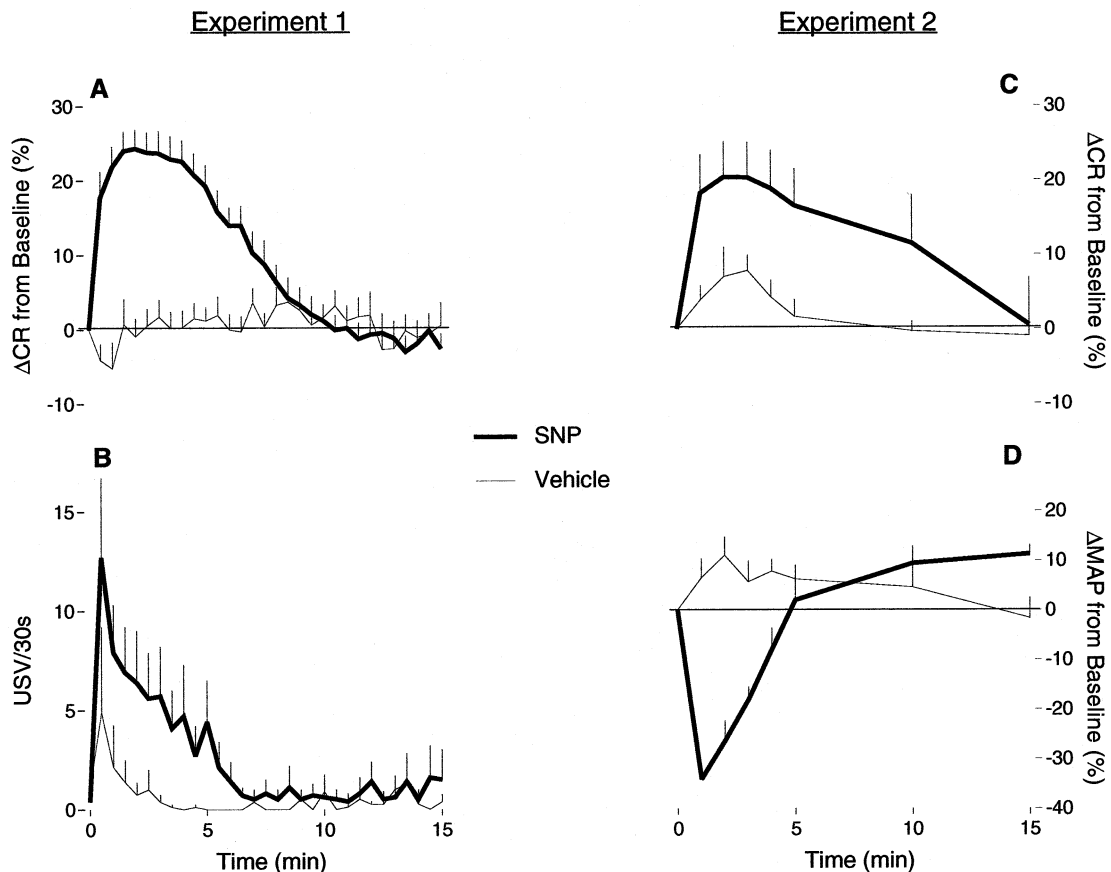 Experiment 1
Experiment 2
A
30
20
10
0
-10
ΔCR from Baseline (%)
C
30
20
10
0
-10
ΔCR from Baseline (%)
SNP
Vehicle
B
15
10
5
0
USV/30s
0 5 10 15
Time (min)
D
20
10
0
-10
-20
-30
-40
ΔMAP from Baseline (%)
0 5 10 15
Time (min)